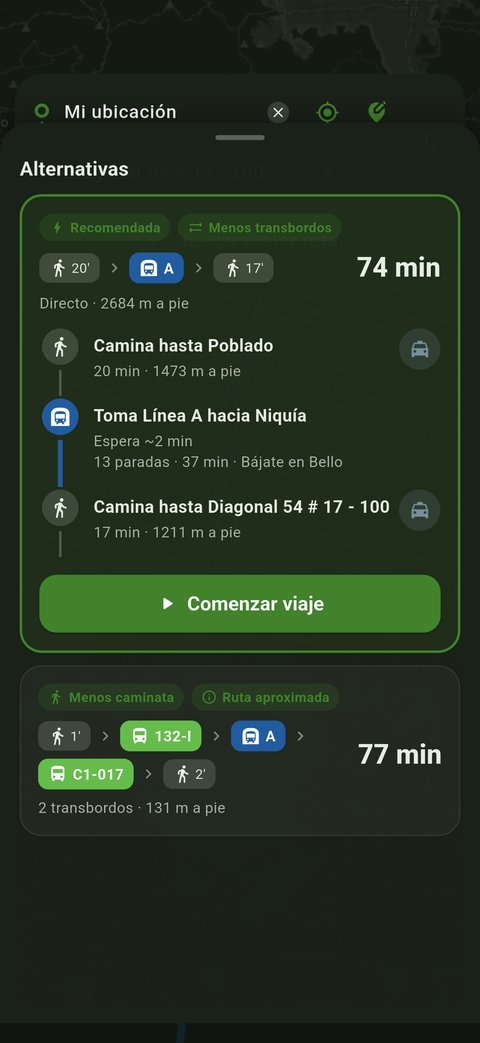 Mi ubicación
Alternativas
Recomendada Menos transbordos
20' A 17' 74 min
Directo · 2684 m a pie
Camina hasta Poblado
20 min · 1473 m a pie
Toma Línea A hacia Niquía
Espera ~2 min
13 paradas · 37 min · Bájate en Bello
Camina hasta Diagonal 54 # 17 - 100
17 min · 1211 m a pie
Comenzar viaje
Menos caminata Ruta aproximada
1' 132-I A
77 min
C1-017 2'
2 transbordos · 131 m a pie